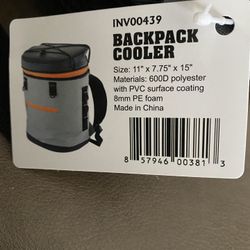 INV00439
BACKPACK
COOLER
Size: 11" x 7.75" x 15"
Materials: 600D polyester
with PVC surface coating
8mm PE foam
Made in China
8 57946 00381 3